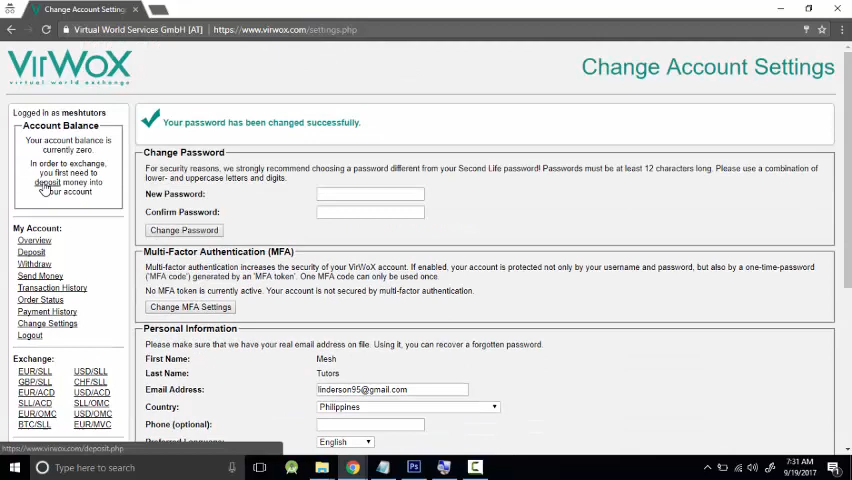 Change Account Setting
Virtual World Services GmbH [AT]
https://www.virwox.com/settings.php
VirWoX
virtual world exchange
Change Account Settings
Logged in as meshtutors
Account Balance
Your account balance is
currently zero.
In order to exchange,
you first need to
deposit money into
your account
My Account:
Overview
Deposit
Withdraw
Send Money
Transaction History
Order Status
Payment History
Change Settings
Logout
Exchange:
EUR/SLL USD/SLL
GBP/SLL CHF/SLL
EUR/ACD USD/ACD
SLL/ACD SLL/OMC
EUR/OMC USD/OMC
BTC/SLL EUR/MVC
Your password has been changed successfully.
Change Password
For security reasons, we strongly recommend choosing a password different from your Second Life password! Passwords must be at least 12 characters long. Please use a combination of
lower- and uppercase letters and digits.
New Password:
Confirm Password:
Change Password
Multi-Factor Authentication (MFA)
Multi-factor authentication increases the security of your VirWoX account. If enabled, your account is protected not only by your username and password, but also by a one-time-password
('MFA code') generated by an 'MFA token'. One MFA code can only be used once.
No MFA token is currently active. Your account is not secured by multi-factor authentication.
Change MFA Settings
Personal Information
Please make sure that we have your real email address on file. Using it, you can recover a forgotten password.
First Name: Mesh
Last Name: Tutors
Email Address: linderson95@gmail.com
Country: Philippines
Phone (optional):
Preferred Language: English
https://www.virwox.com/deposit.php
Type here to search
7:31 AM
9/19/2017